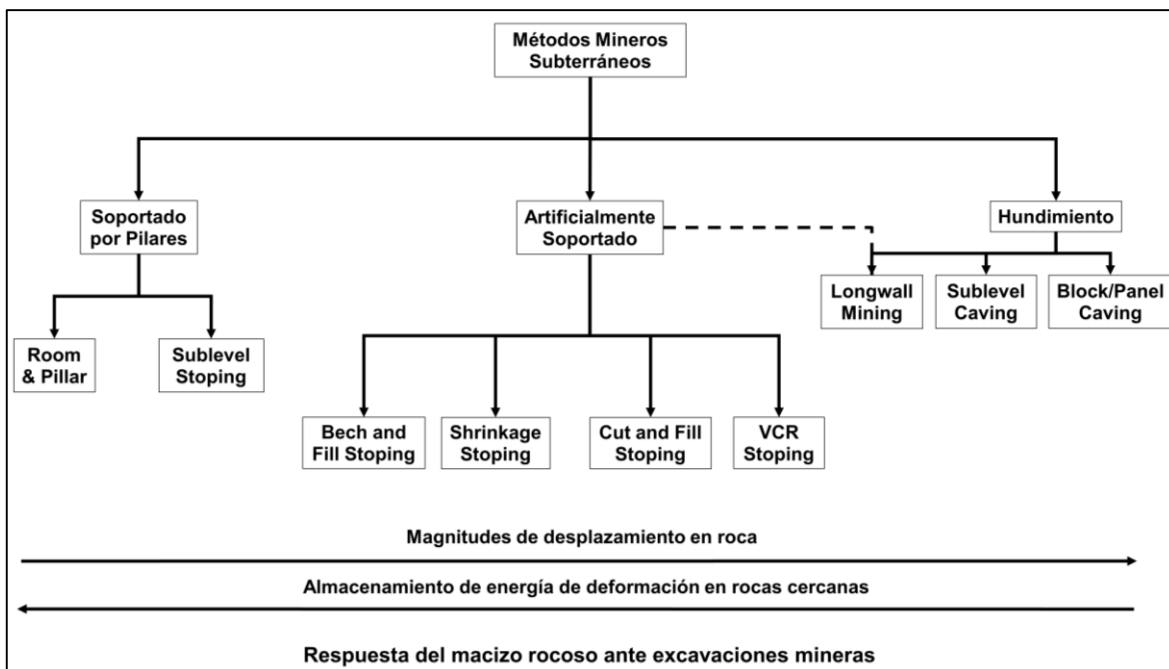 Métodos Mineros
Subterráneos
Soportado
por Pilares
Artificialmente
Soportado
Hundimiento
Longwall
Mining
Sublevel
Caving
Block/Panel
Caving
Room
& Pillar
Sublevel
Stoping
Bech and
Fill Stoping
Shrinkage
Stoping
Cut and Fill
Stoping
VCR
Stoping
Magnitudes de desplazamiento en roca
Almacenamiento de energía de deformación en rocas cercanas
Respuesta del macizo rocoso ante excavaciones mineras